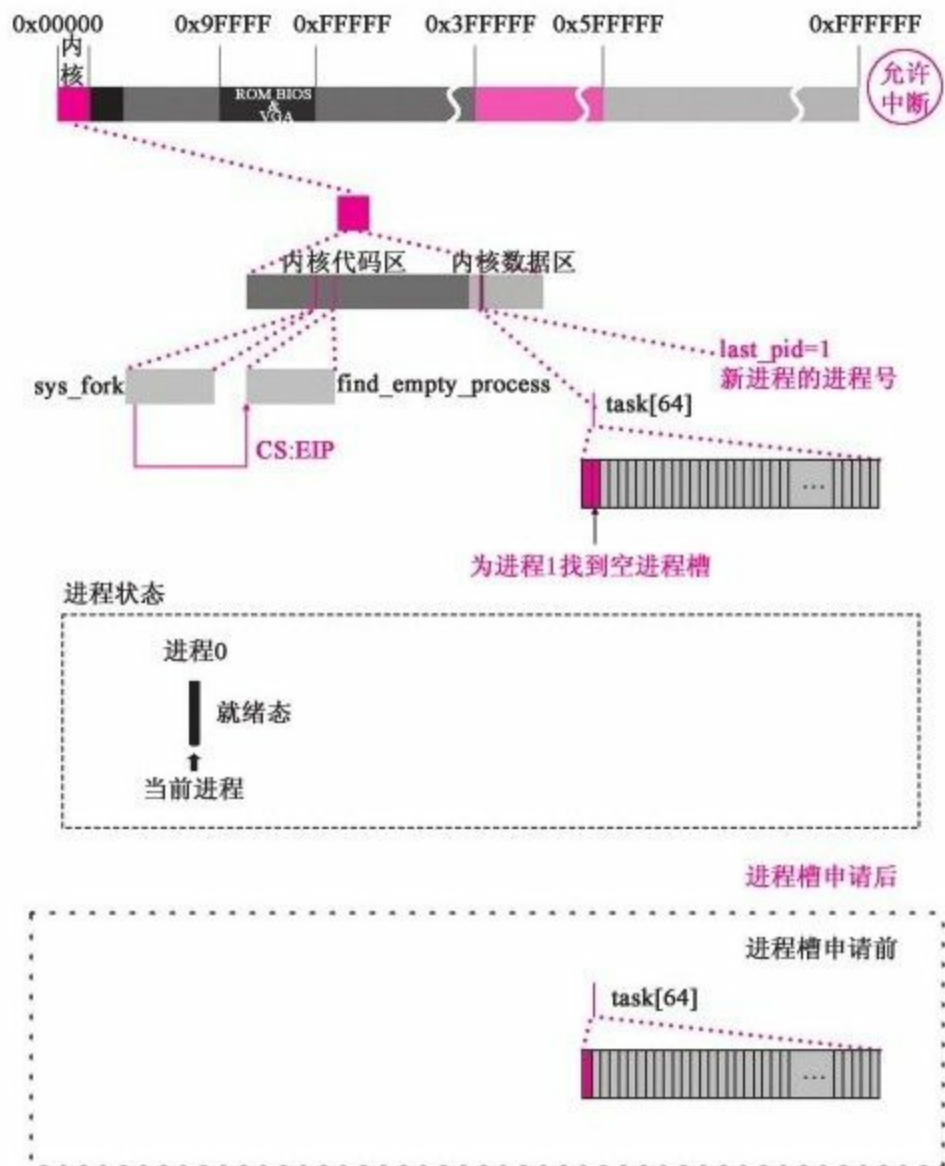 0x00000 0x9FFFF 0xFFFFF 0x3FFFFF 0x5FFFFF 0xFFFFFF
内
核
ROM BIOS
&
VGA
允许
中断
内核代码区 内核数据区
last_pid=1
新进程的进程号
sys_fork find_empty_process
task[64]
CS:EIP
...
为进程1找到空进程槽
进程状态
进程0
就绪态
当前进程
进程槽申请后
进程槽申请前
task[64]
...